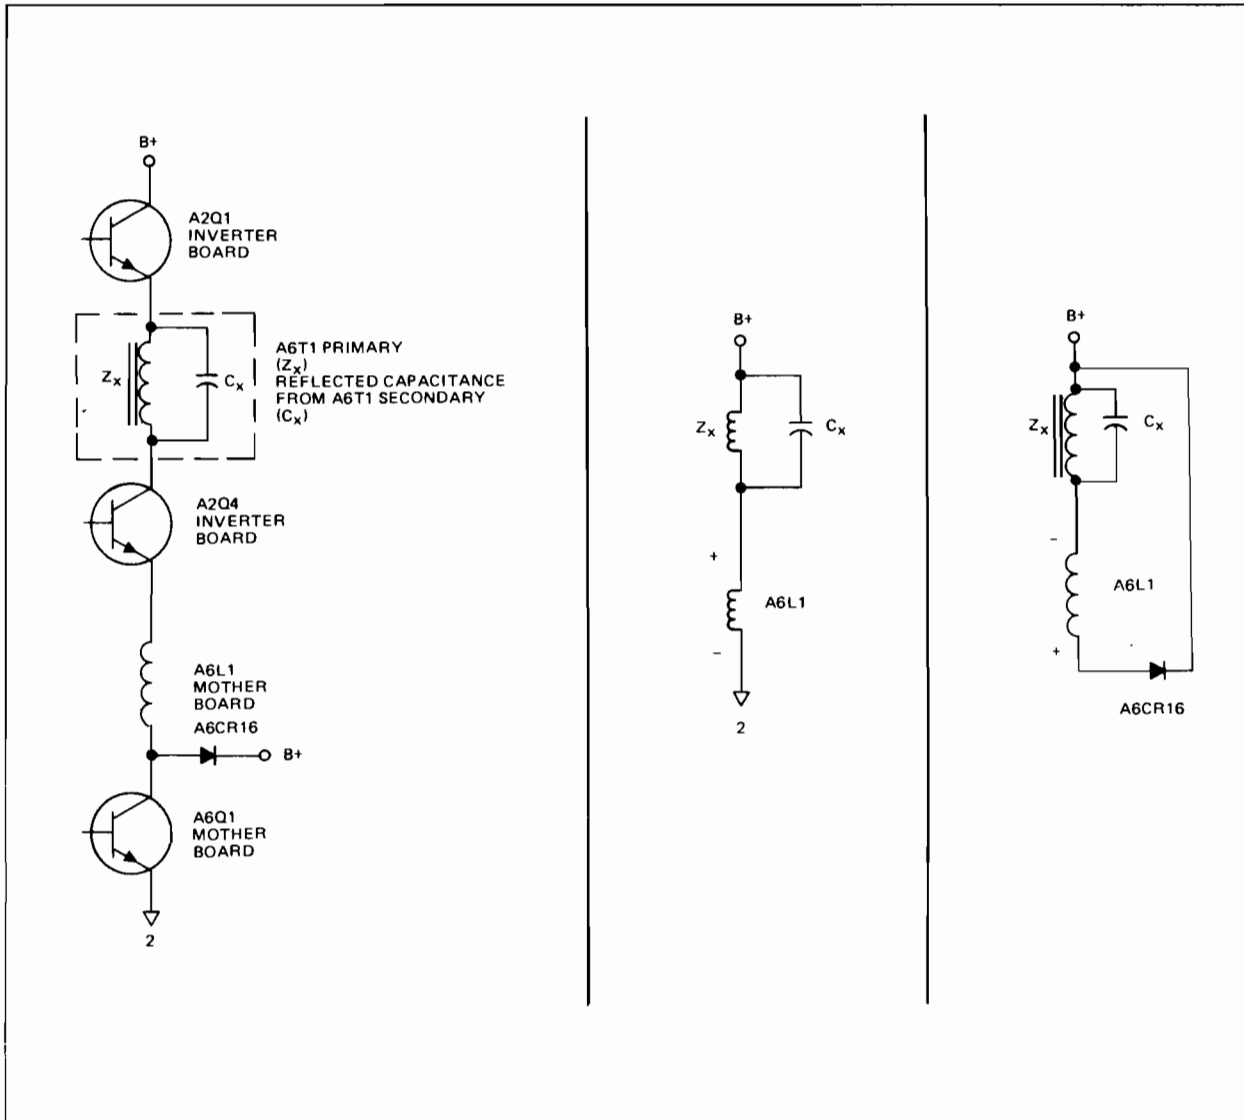 B+
A2Q1
INVERTER
BOARD
Zx
Cx
A6T1 PRIMARY
(Zx)
REFLECTED CAPACITANCE
FROM A6T1 SECONDARY
(Cx)
A2Q4
INVERTER
BOARD
A6L1
MOTHER
BOARD
A6CR16
B+
A6Q1
MOTHER
BOARD
2
B+
Zx
Cx
+
A6L1
−
2
B+
Zx
Cx
−
A6L1
+
A6CR16